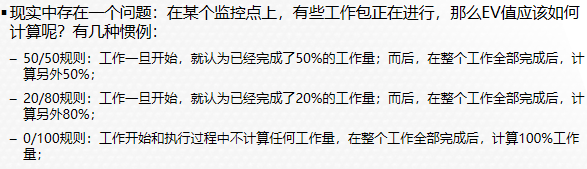 ▪现实中存在一个问题：在某个监控点上，有些工作包正在进行，那么EV值应该如何
计算呢？有几种惯例：
– 50/50规则：工作一旦开始，就认为已经完成了50%的工作量；而后，在整个工作全部完成后，计
算另外50%；
– 20/80规则：工作一旦开始，就认为已经完成了20%的工作量；而后，在整个工作全部完成后，计
算另外80%；
– 0/100规则：工作开始和执行过程中不计算任何工作量，在整个工作全部完成后，计算100%工作
量；